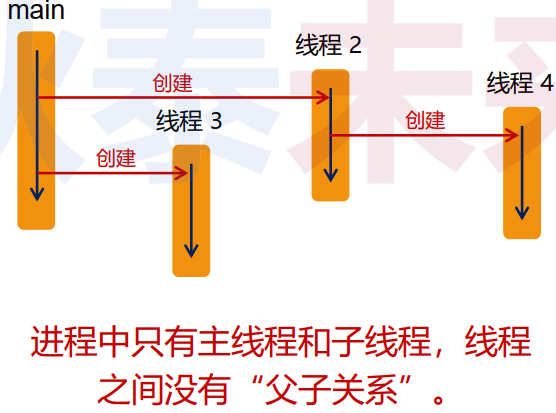 main
线程 2
线程 4
创建
创建
线程 3
创建
进程中只有主线程和子线程，线程
之间没有“父子关系”。